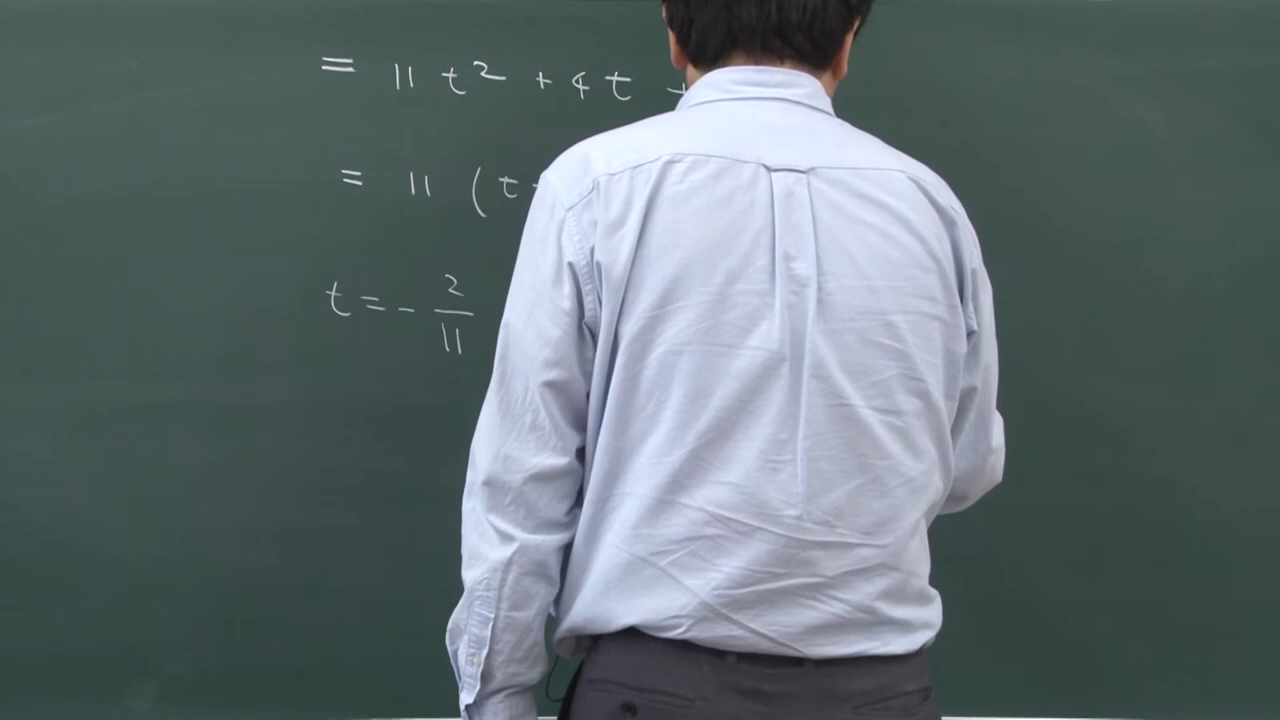 = 11 t² + 4 t +
= 11 ( t
t = - 2/11